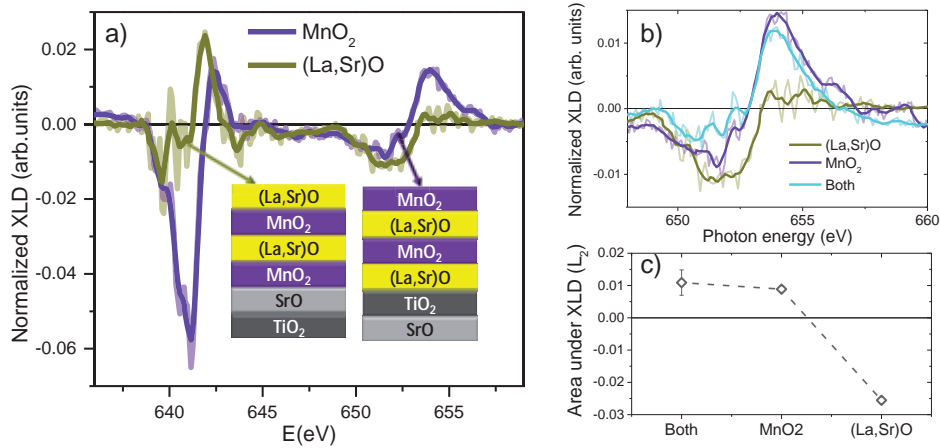 a)
MnO₂
(La,Sr)O
Normalized XLD (arb.units)
0.02
0.00
-0.02
-0.04
-0.06
640
645
650
655
E(eV)
(La,Sr)O
MnO₂
(La,Sr)O
MnO₂
SrO
TiO₂
MnO₂
(La,Sr)O
MnO₂
(La,Sr)O
TiO₂
SrO
b)
Normalized XLD (arb. units)
0.01
0.00
-0.01
650
655
660
Photon energy (eV)
(La,Sr)O
MnO₂
Both
c)
Area under XLD (L₂)
0.02
0.01
0.00
-0.01
-0.02
-0.03
Both
MnO2
(La,Sr)O